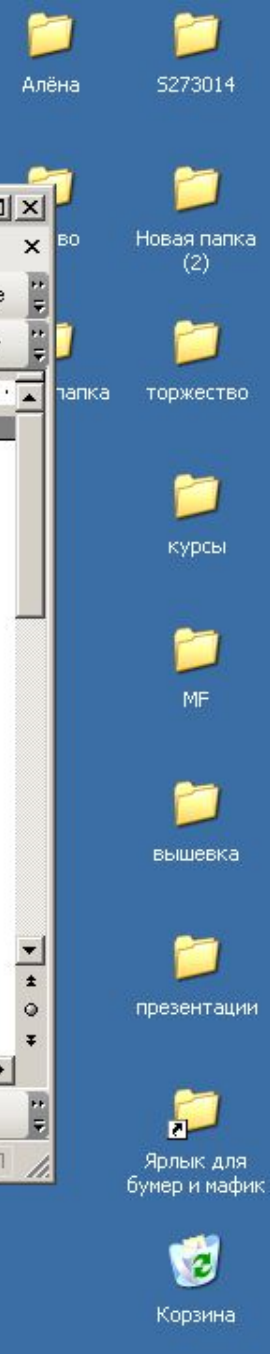 Алёна
S273014
во
Новая папка
(2)
папка
торжество
курсы
MF
вышевка
презентации
Ярлык для
бумер и мафик
Корзина